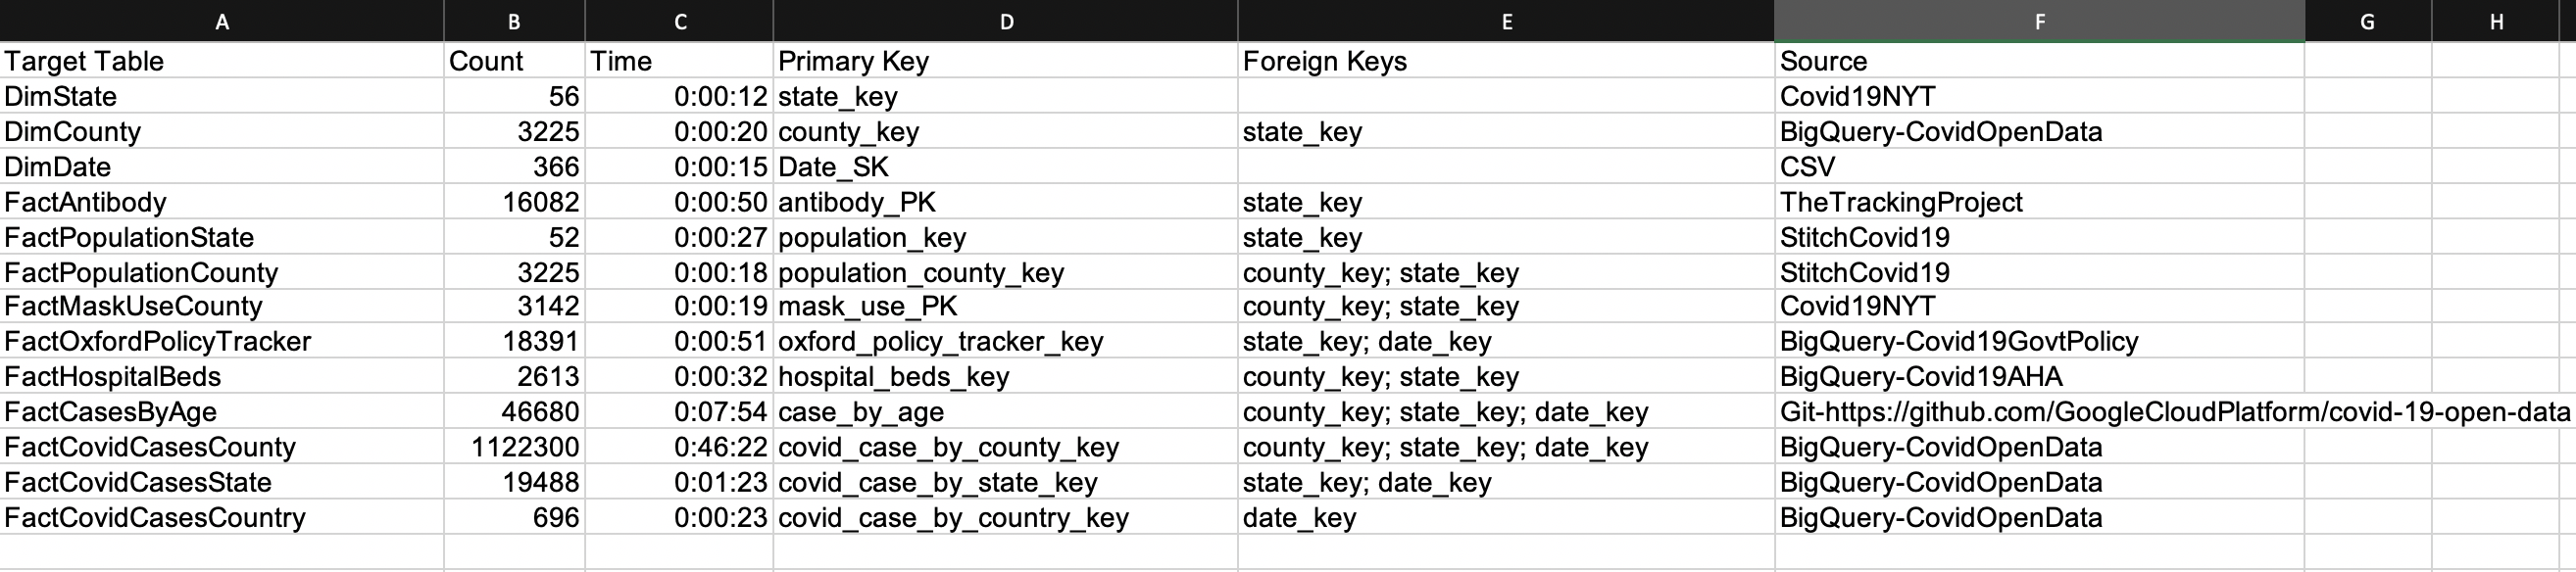 A B C D E F G H
Target Table Count Time Primary Key Foreign Keys Source
DimState 56 0:00:12 state_key Covid19NYT
DimCounty 3225 0:00:20 county_key state_key BigQuery-CovidOpenData
DimDate 366 0:00:15 Date_SK CSV
FactAntibody 16082 0:00:50 antibody_PK state_key TheTrackingProject
FactPopulationState 52 0:00:27 population_key state_key StitchCovid19
FactPopulationCounty 3225 0:00:18 population_county_key county_key; state_key StitchCovid19
FactMaskUseCounty 3142 0:00:19 mask_use_PK county_key; state_key Covid19NYT
FactOxfordPolicyTracker 18391 0:00:51 oxford_policy_tracker_key state_key; date_key BigQuery-Covid19GovtPolicy
FactHospitalBeds 2613 0:00:32 hospital_beds_key county_key; state_key BigQuery-Covid19AHA
FactCasesByAge 46680 0:07:54 case_by_age county_key; state_key; date_key Git-https://github.com/GoogleCloudPlatform/covid-19-open-data
FactCovidCasesCounty 1122300 0:46:22 covid_case_by_county_key county_key; state_key; date_key BigQuery-CovidOpenData
FactCovidCasesState 19488 0:01:23 covid_case_by_state_key state_key; date_key BigQuery-CovidOpenData
FactCovidCasesCountry 696 0:00:23 covid_case_by_country_key date_key BigQuery-CovidOpenData